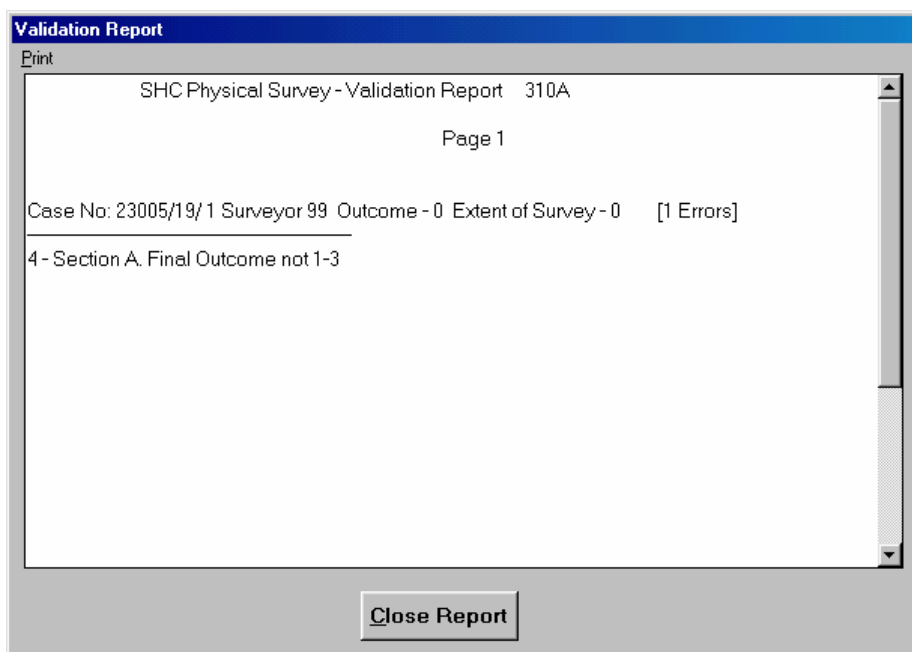 Validation Report
Print
SHC Physical Survey - Validation Report 310A
Page 1
Case No: 23005/19/ 1 Surveyor 99 Outcome - 0 Extent of Survey - 0 [1 Errors]
4 - Section A. Final Outcome not 1-3
Close Report